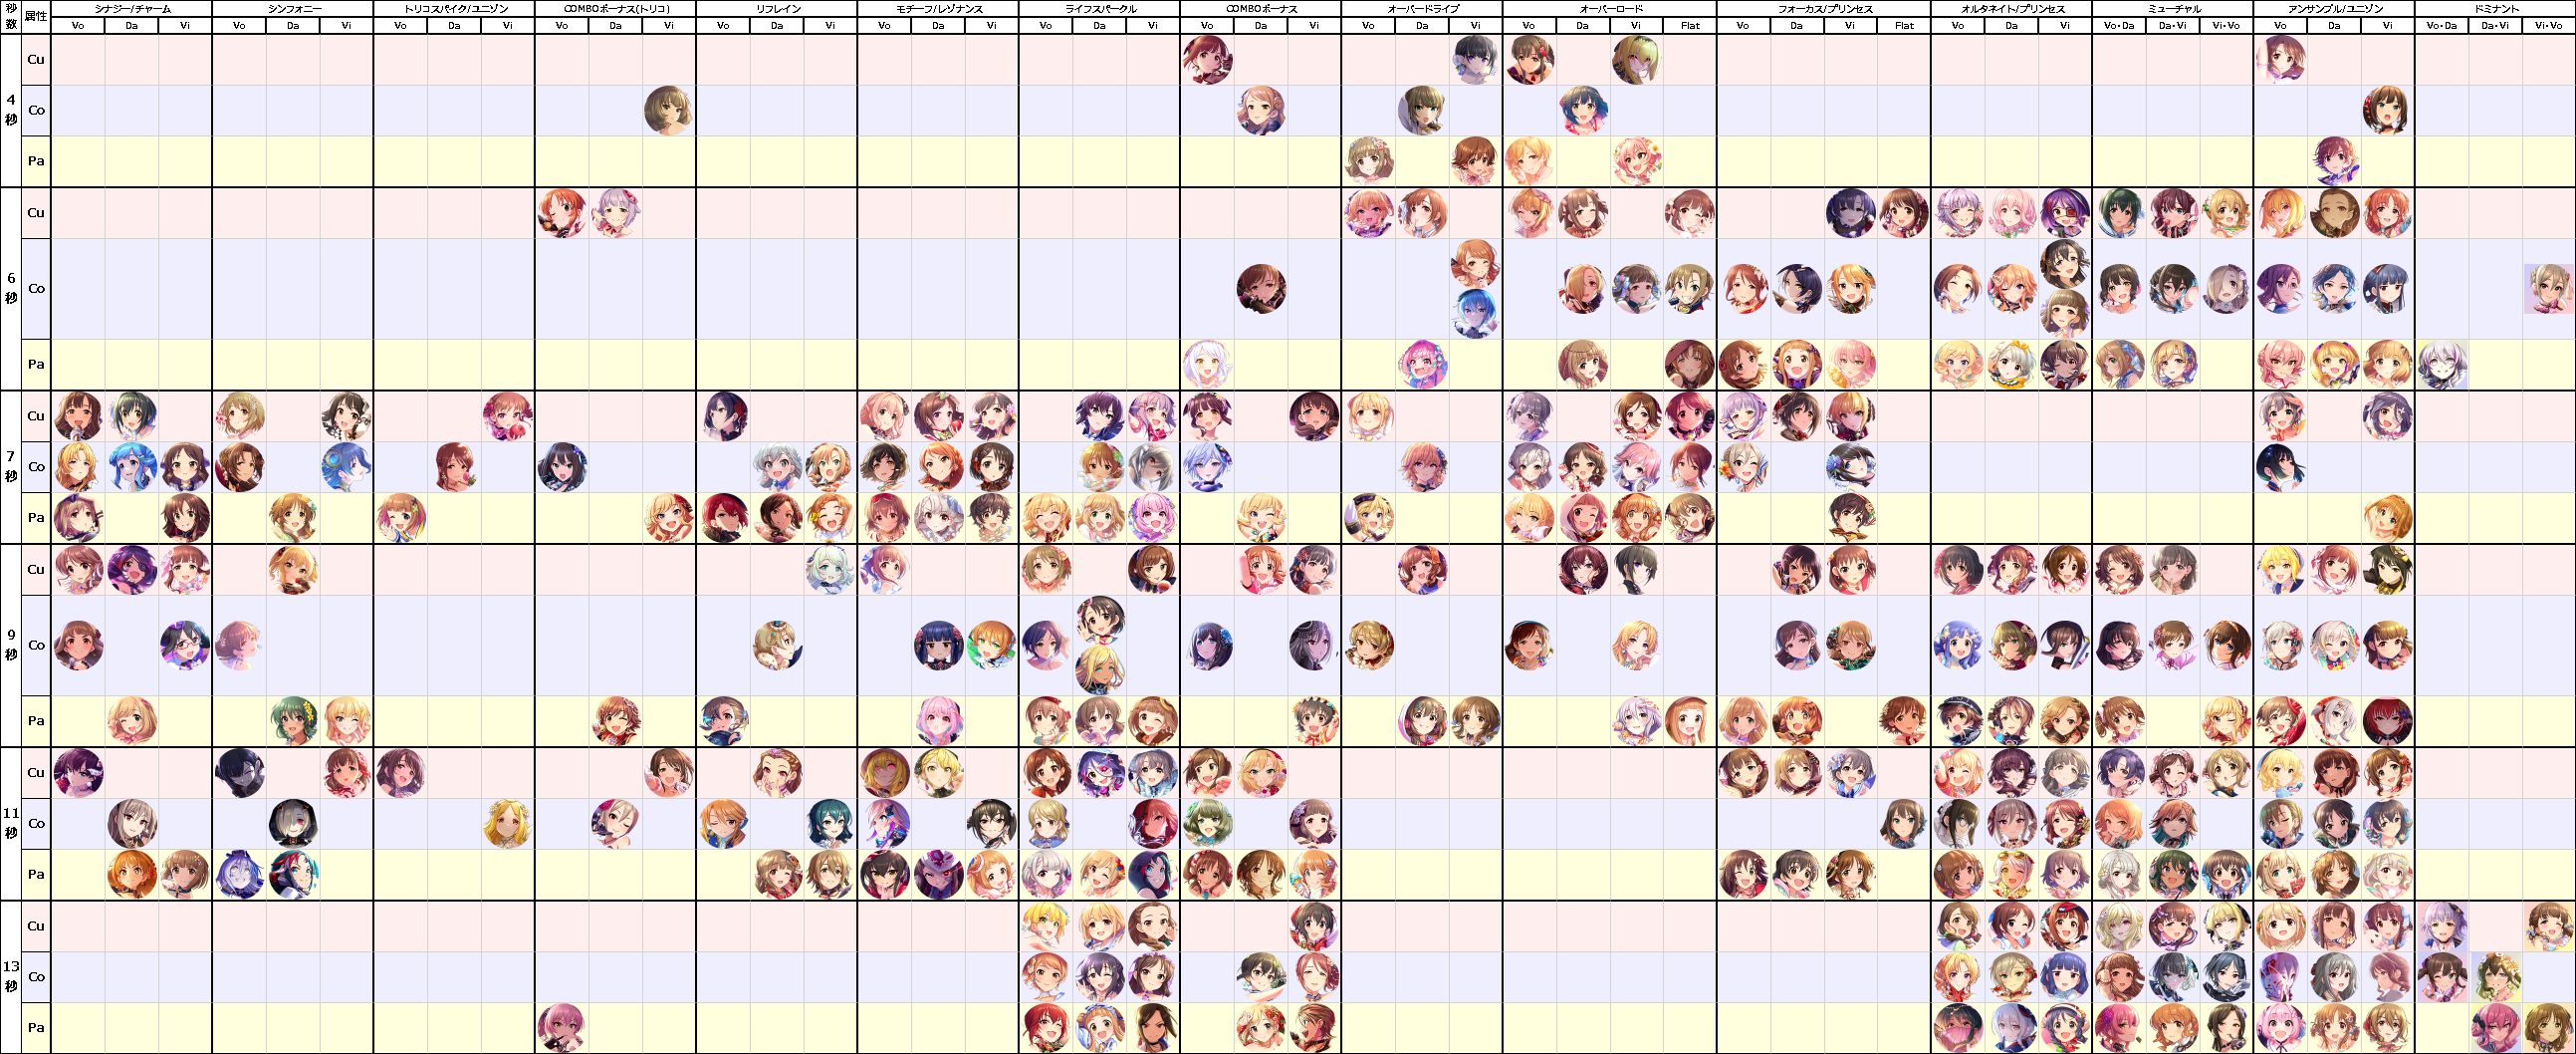 秒数 属性 シナジー/チャーム シンフォニー トリコスパイク/ユニゾン COMBOボーナス(トリコ) リフレイン モチーフ/レゾナンス ライフスパークル COMBOボーナス オーバードライブ オーバーロード フォーカス/プリンセス オルタネイト/プリンセス ミューチャル アンサンブル/ユニゾン ドミナント
Vo Da Vi Vo Da Vi Vo Da Vi Vo Da Vi Vo Da Vi Vo Da Vi Vo Da Vi Vo Da Vi Vo Da Vi Vo Da Vi Flat Vo Da Vi Flat Vo Da Vi Vo・Da Da・Vi Vi・Vo Vo Da Vi Vo・Da Da・Vi Vi・Vo
4秒
Cu
Co
Pa
6秒
Cu
Co
Pa
7秒
Cu
Co
Pa
9秒
Cu
Co
Pa
11秒
Cu
Co
Pa
13秒
Cu
Co
Pa